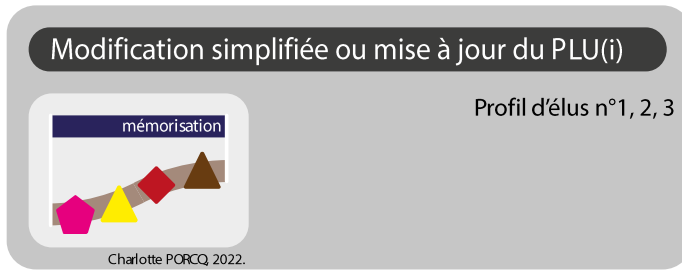 Modification simplifiée ou mise à jour du PLU(i)
Profil d'élus n°1, 2, 3
mémorisation
Charlotte PORCQ, 2022.